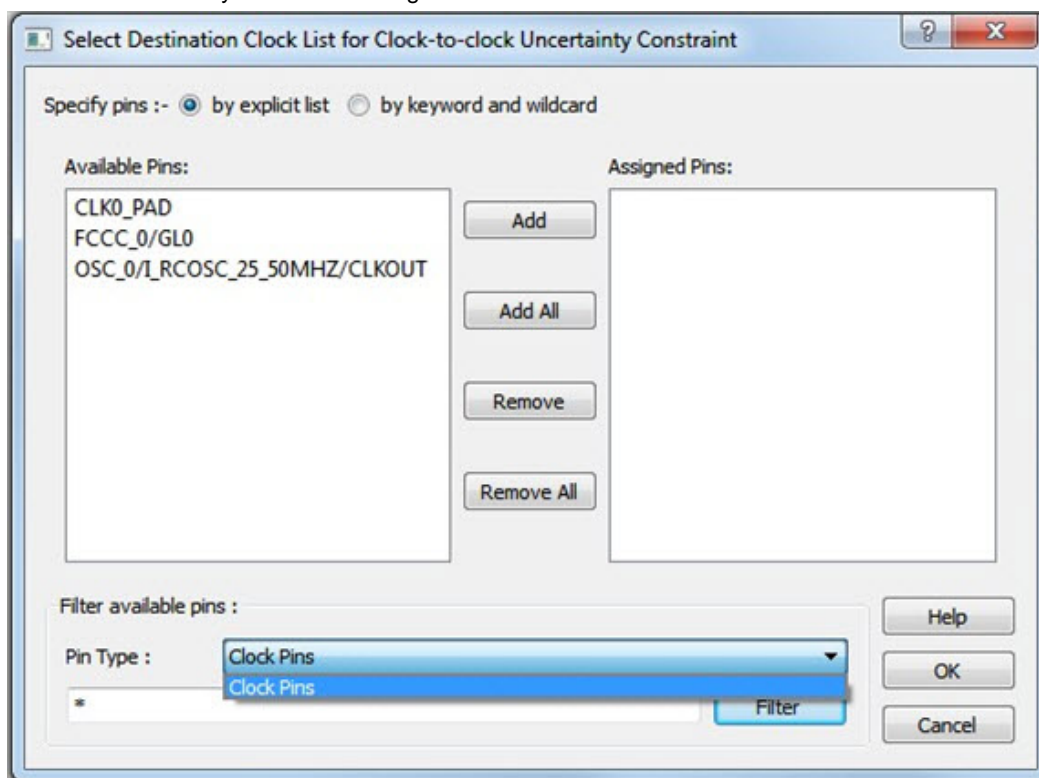 Select Destination Clock List for Clock-to-clock Uncertainty Constraint
Specify pins :- by explicit list by keyword and wildcard
Available Pins:
Assigned Pins:
CLK0_PAD
FCCC_0/GL0
OSC_0/I_RCOSC_25_50MHZ/CLKOUT
Add
Add All
Remove
Remove All
Filter available pins :
Pin Type :
Clock Pins
Clock Pins
*
Filter
Help
OK
Cancel